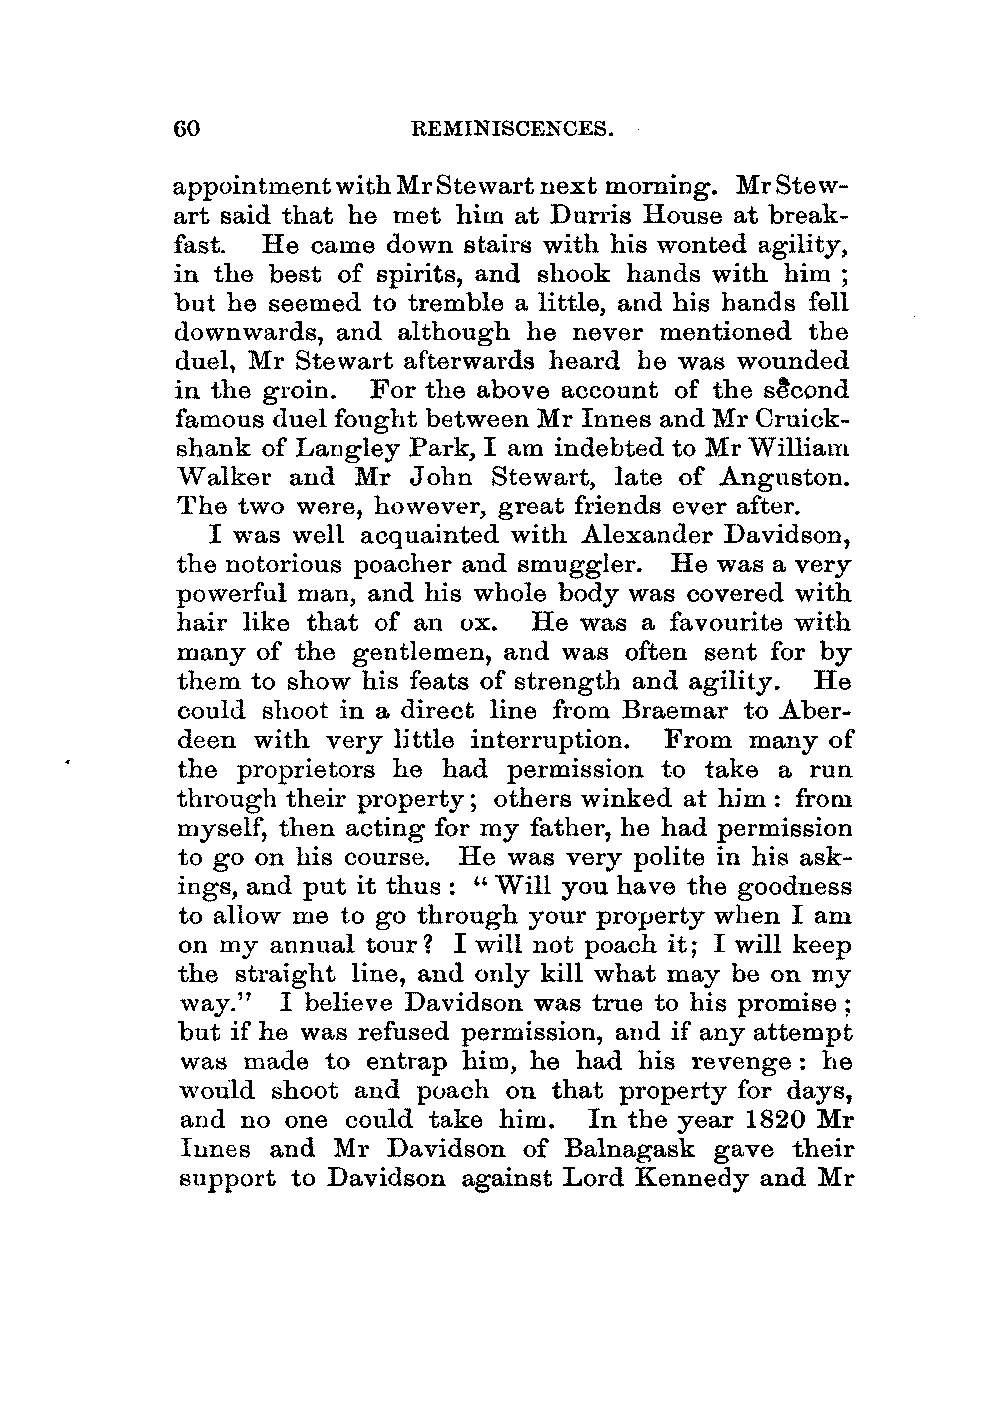 60 REMINISCENCES.
appointment with Mr Stewart next morning. Mr Stew-
art said that he met him at Durris House at break-
fast. He came down stairs with his wonted agility,
in the best of spirits, and shook hands with him ;
but he seemed to tremble a little, and his hands fell
downwards, and although he never mentioned the
duel, Mr Stewart afterwards heard he was wounded
in the groin. For the above account of the second
famous duel fought between Mr Innes and Mr Cruick-
shank of Langley Park, I am indebted to Mr William
Walker and Mr John Stewart, late of Anguston.
The two were, however, great friends ever after.
I was well acquainted with Alexander Davidson,
the notorious poacher and smuggler. He was a very
powerful man, and his whole body was covered with
hair like that of an ox. He was a favourite with
many of the gentlemen, and was often sent for by
them to show his feats of strength and agility. He
could shoot in a direct line from Braemar to Aber-
deen with very little interruption. From many of
the proprietors he had permission to take a run
through their property; others winked at him : from
myself, then acting for my father, he had permission
to go on his course. He was very polite in his ask-
ings, and put it thus : “ Will you have the goodness
to allow me to go through your property when I am
on my annual tour? I will not poach it; I will keep
the straight line, and only kill what may be on my
way.” I believe Davidson was true to his promise ;
but if he was refused permission, and if any attempt
was made to entrap him, he had his revenge : he
would shoot and poach on that property for days,
and no one could take him. In the year 1820 Mr
Innes and Mr Davidson of Balnagask gave their
support to Davidson against Lord Kennedy and Mr